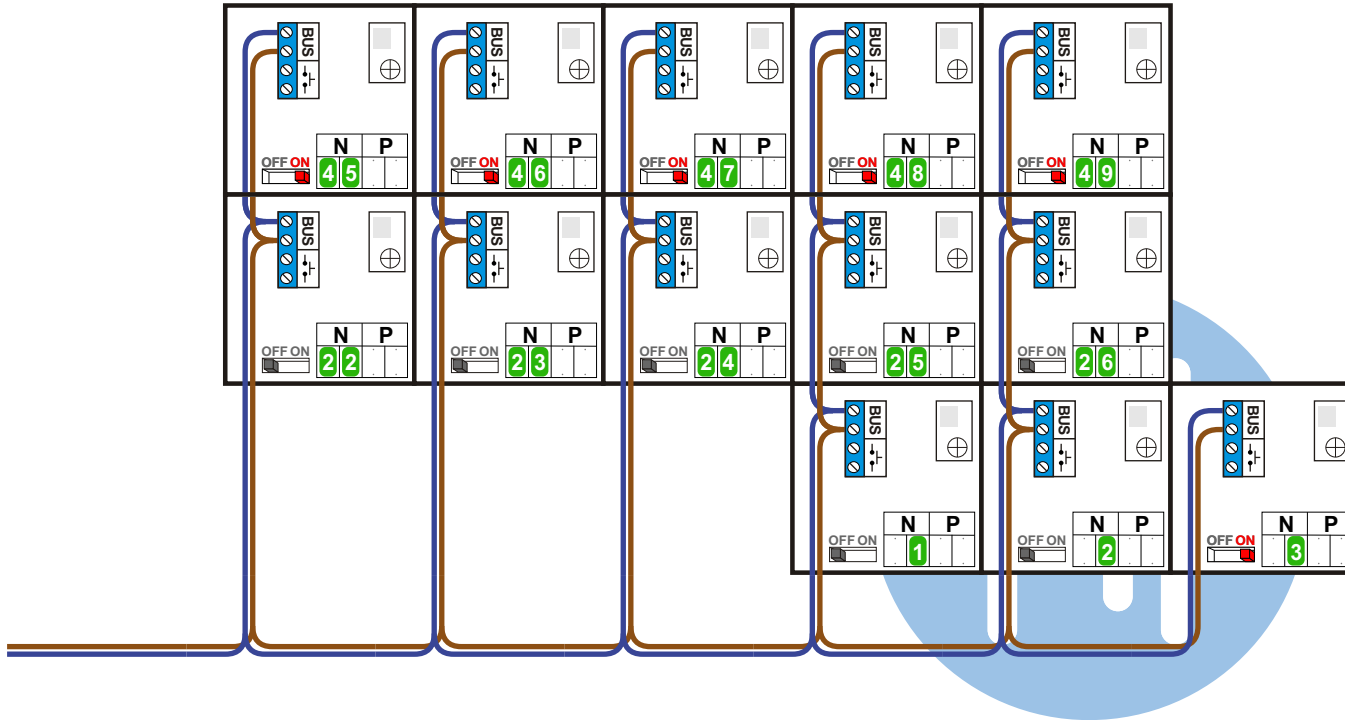 BUS BUS BUS BUS BUS
N P N P N P N P N P
OFF ON 4 5 OFF ON 4 6 OFF ON 4 7 OFF ON 4 8 OFF ON 4 9
BUS BUS BUS BUS BUS
N P N P N P N P N P
OFF ON 2 2 OFF ON 2 3 OFF ON 2 4 OFF ON 2 5 OFF ON 2 6
BUS BUS BUS
N P N P N P
OFF ON 1 OFF ON 2 OFF ON 3